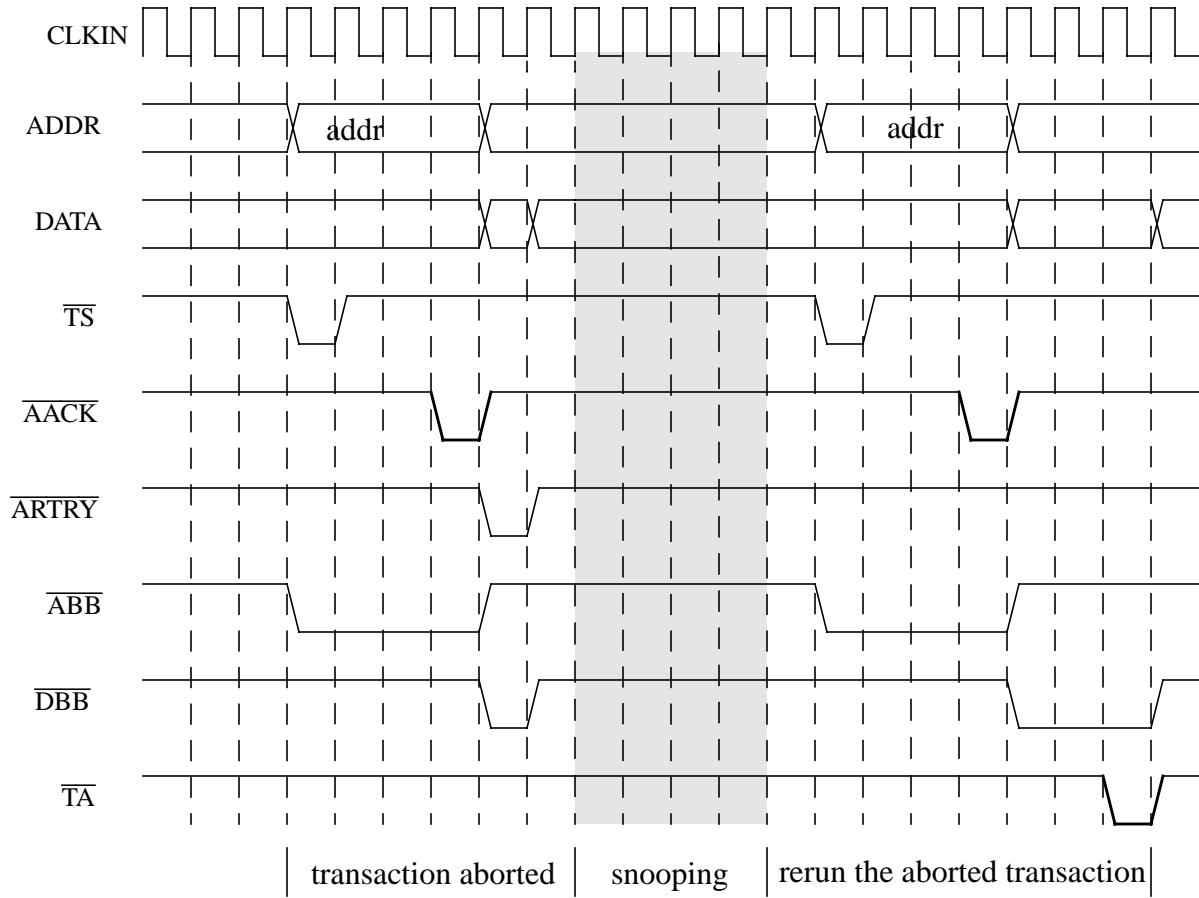 CLKIN
ADDR
addr
addr
DATA
TS
AACK
ARTRY
ABB
DBB
TA
transaction aborted
snooping
rerun the aborted transaction